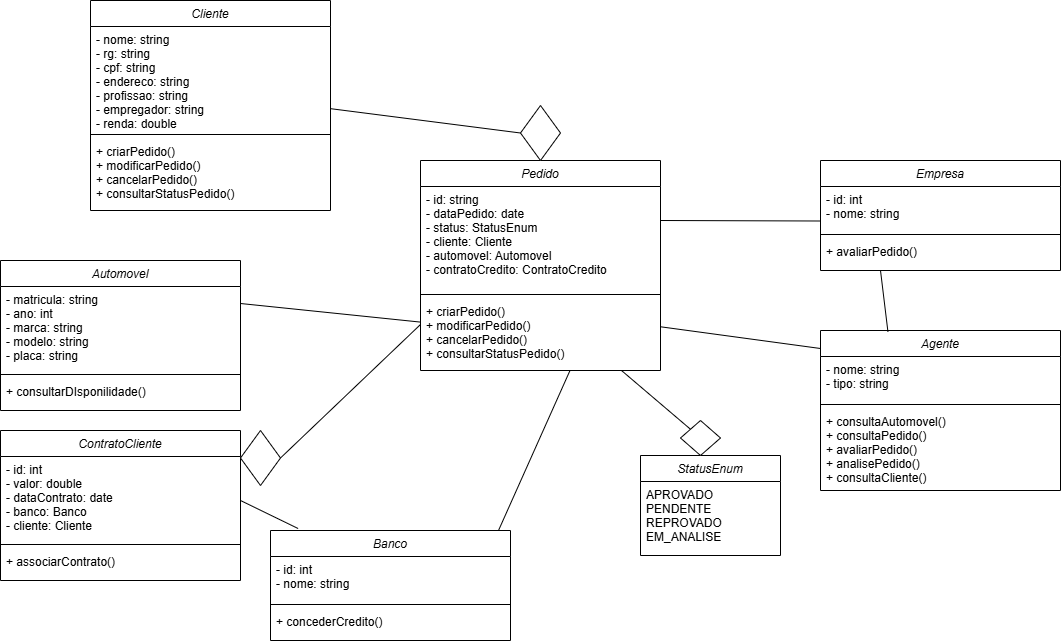 Cliente
- nome: string
- rg: string
- cpf: string
- endereco: string
- profissao: string
- empregador: string
- renda: double
+ criarPedido()
+ modificarPedido()
+ cancelarPedido()
+ consultarStatusPedido()
Pedido
- id: string
- dataPedido: date
- status: StatusEnum
- cliente: Cliente
- automovel: Automovel
- contratoCredito: ContratoCredito
+ criarPedido()
+ modificarPedido()
+ cancelarPedido()
+ consultarStatusPedido()
Empresa
- id: int
- nome: string
+ avaliarPedido()
Automovel
- matricula: string
- ano: int
- marca: string
- modelo: string
- placa: string
+ consultarDIsponilidade()
Agente
- nome: string
- tipo: string
+ consultaAutomovel()
+ consultaPedido()
+ avaliarPedido()
+ analisePedido()
+ consultaCliente()
ContratoCliente
- id: int
- valor: double
- dataContrato: date
- banco: Banco
- cliente: Cliente
+ associarContrato()
StatusEnum
APROVADO
PENDENTE
REPROVADO
EM_ANALISE
Banco
- id: int
- nome: string
+ concederCredito()